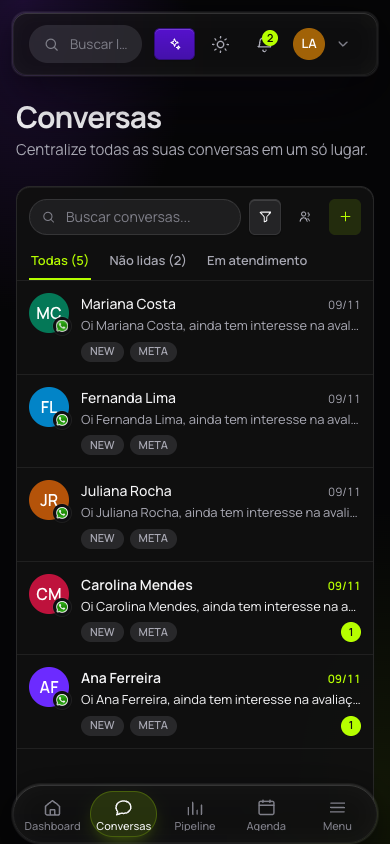 Buscar l...
2
LA
Conversas
Centralize todas as suas conversas em um só lugar.
Buscar conversas...
Todas (5) Não lidas (2) Em atendimento
MC
Mariana Costa 09/11
Oi Mariana Costa, ainda tem interesse na aval...
NEW META
FL
Fernanda Lima 09/11
Oi Fernanda Lima, ainda tem interesse na aval...
NEW META
JR
Juliana Rocha 09/11
Oi Juliana Rocha, ainda tem interesse na avali...
NEW META
CM
Carolina Mendes 09/11
Oi Carolina Mendes, ainda tem interesse na a...
NEW META 1
AF
Ana Ferreira 09/11
Oi Ana Ferreira, ainda tem interesse na avaliaç...
NEW META 1
Dashboard Conversas Pipeline Agenda Menu